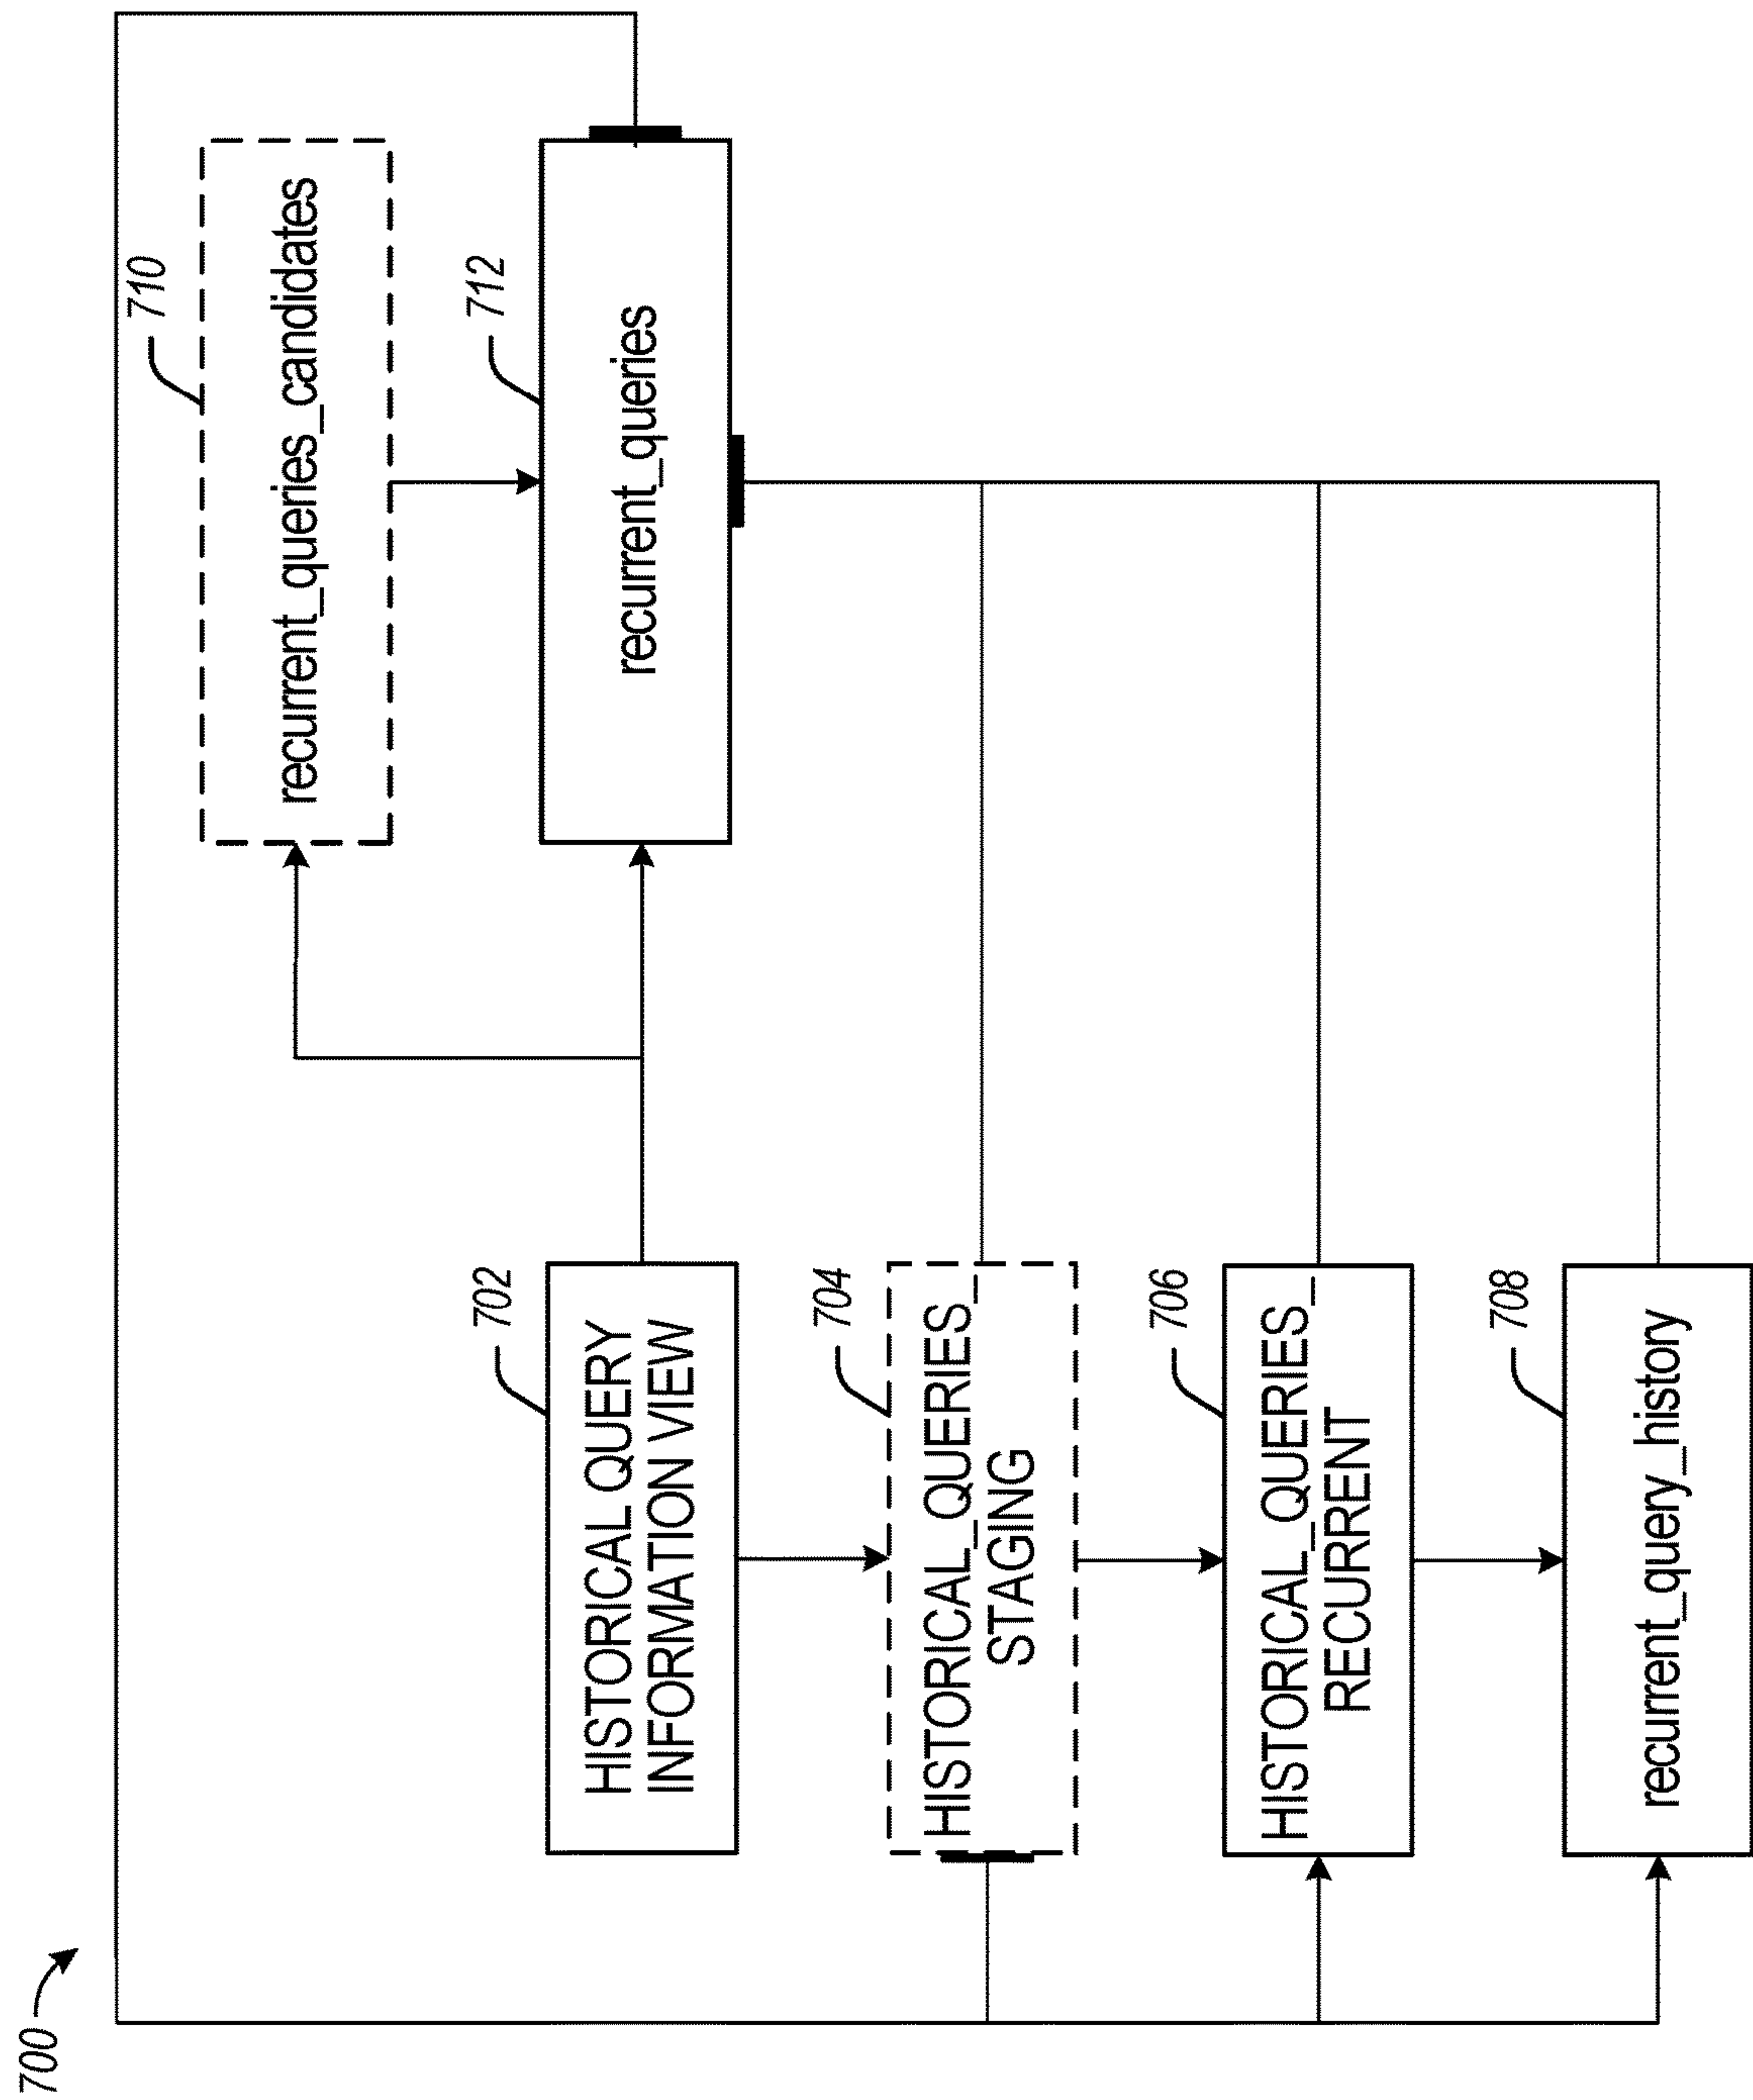 700
702
HISTORICAL QUERY
INFORMATION VIEW
704
HISTORICAL_QUERIES_
STAGING
706
HISTORICAL_QUERIES_
RECURRENT
708
recurrent_query_history
710
recurrent_queries_candidates
712
recurrent_queries